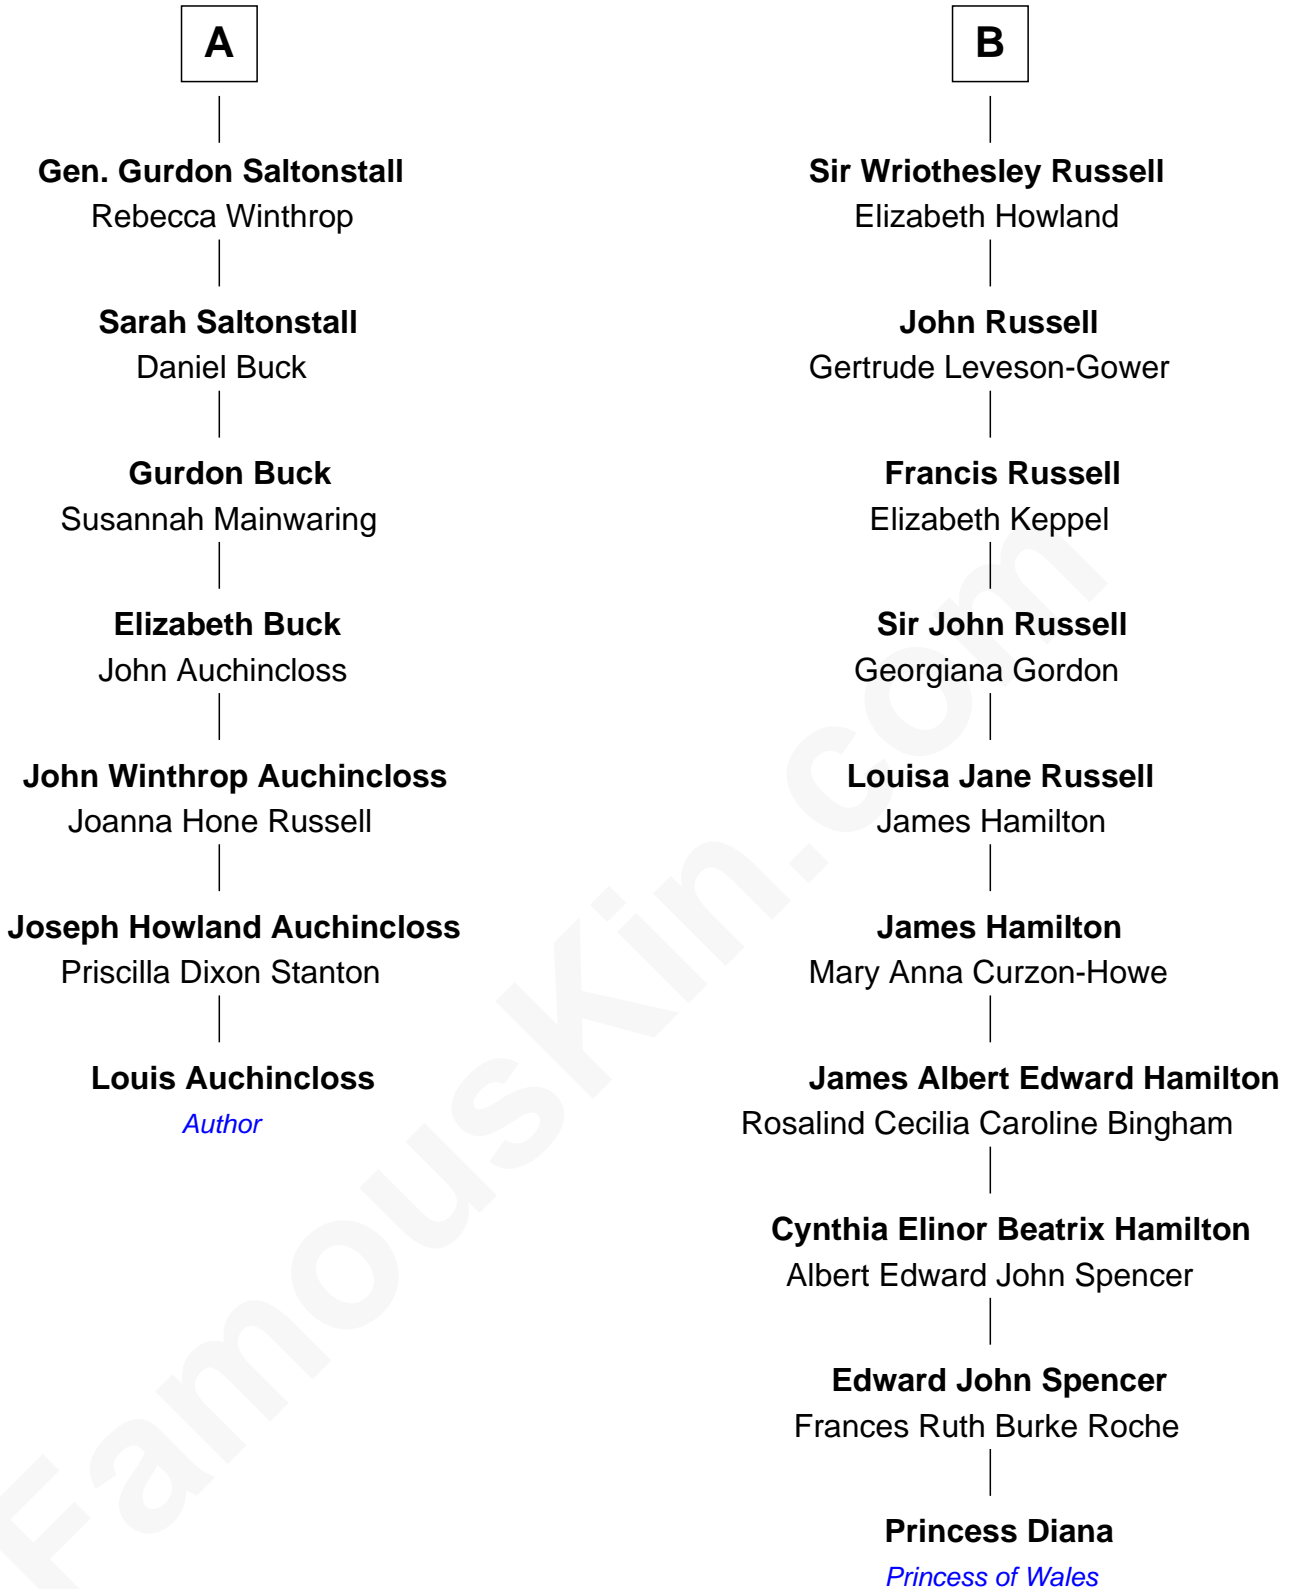 A
Gen. Gurdon Saltonstall
Rebecca Winthrop
Sarah Saltonstall
Daniel Buck
Gurdon Buck
Susannah Mainwaring
Elizabeth Buck
John Auchincloss
John Winthrop Auchincloss
Joanna Hone Russell
Joseph Howland Auchincloss
Priscilla Dixon Stanton
Louis Auchincloss
Author
B
Sir Wriothesley Russell
Elizabeth Howland
John Russell
Gertrude Leveson-Gower
Francis Russell
Elizabeth Keppel
Sir John Russell
Georgiana Gordon
Louisa Jane Russell
James Hamilton
James Hamilton
Mary Anna Curzon-Howe
James Albert Edward Hamilton
Rosalind Cecilia Caroline Bingham
Cynthia Elinor Beatrix Hamilton
Albert Edward John Spencer
Edward John Spencer
Frances Ruth Burke Roche
Princess Diana
Princess of Wales
FamousKin.com